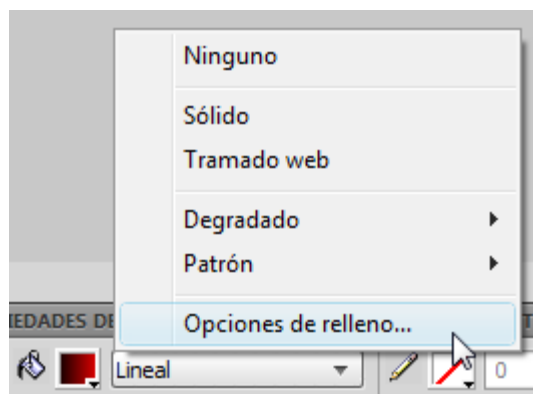 Ninguno
Sólido
Tramado web
Degradado
Patrón
Opciones de relleno...
IEDADES DE
Lineal
0